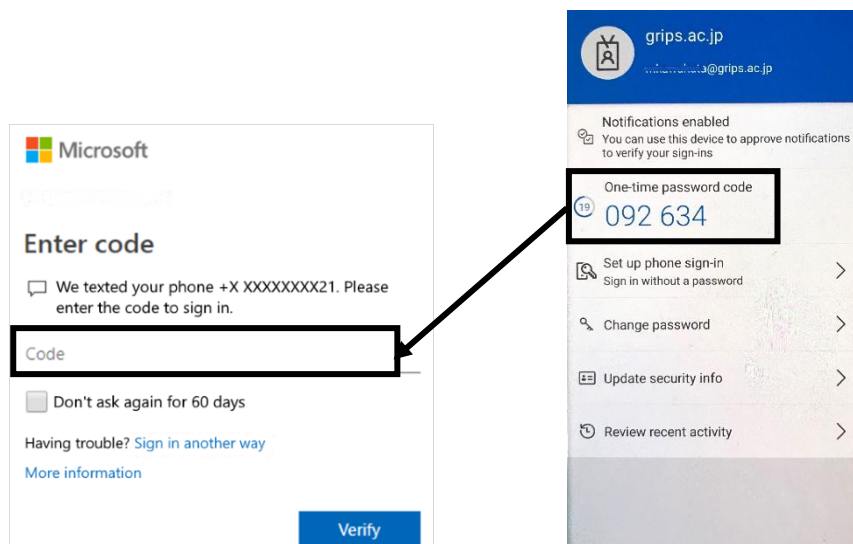 Microsoft
Enter code
We texted your phone +X XXXXXXXX21. Please
enter the code to sign in.
Code
Don't ask again for 60 days
Having trouble? Sign in another way
More information
Verify
grips.ac.jp
@grips.ac.jp
Notifications enabled
You can use this device to approve notifications
to verify your sign-ins
One-time password code
19
092 634
Set up phone sign-in
Sign in without a password
Change password
Update security info
Review recent activity